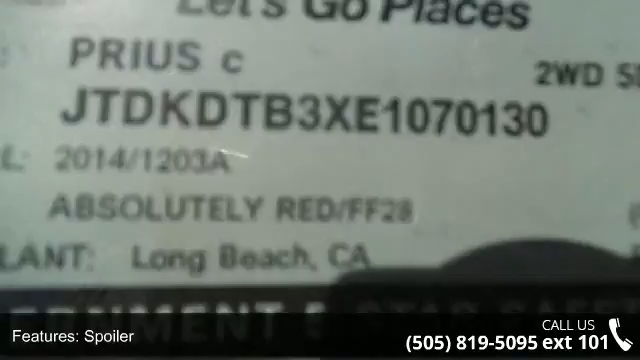 Let's Go Places
PRIUS c
2WD
JTDKDTB3XE1070130
L: 2014/1203A
ABSOLUTELY RED/FF28
LANT: Long Beach, CA
CALL US
Features: Spoiler
(505) 819-5095 ext 101